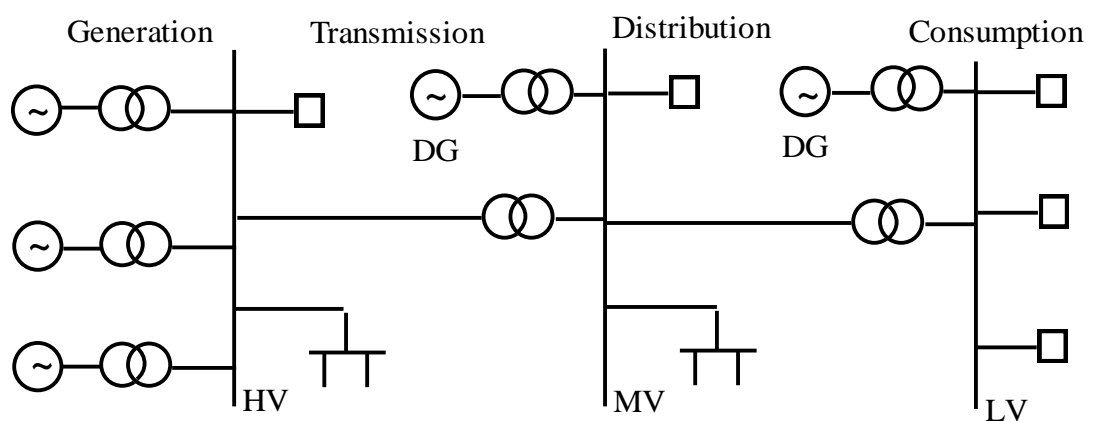 Generation
Transmission
Distribution
Consumption
~
~
~
DG
DG
~
~
HV
MV
LV